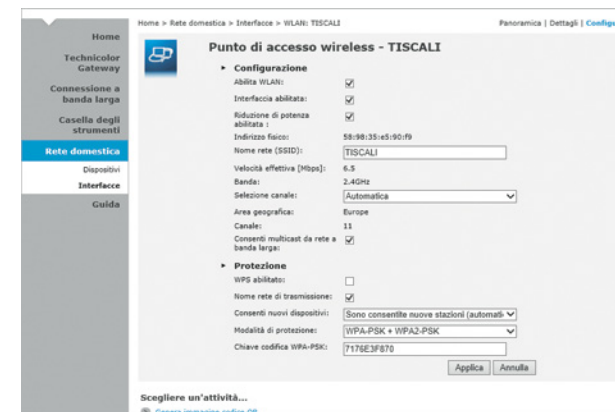 Home > Rete domestica > Interfacce > WLAN: TISCALI
Panoramica | Dettagli | Configu
Home
Technicolor
Gateway
Connessione a
banda larga
Casella degli
strumenti
Rete domestica
Dispositivi
Interfacce
Guida
Punto di accesso wireless - TISCALI
Configurazione
Abilita WLAN:
Interfaccia abilitata:
Riduzione di potenza
abilitata :
Indirizzo fisico: 58:98:35:e5:90:f9
Nome rete (SSID): TISCALI
Velocità effettiva [Mbps]: 6.5
Banda: 2.4GHz
Selezione canale: Automatica
Area geografica: Europe
Canale: 11
Consenti multicast da rete a
banda larga:
Protezione
WPS abilitato:
Nome rete di trasmissione:
Consenti nuovi dispositivi: Sono consentite nuove stazioni (automati
Modalità di protezione: WPA-PSK + WPA2-PSK
Chiave codifica WPA-PSK: 7176E3F870
Applica Annulla
Scegliere un'attività...